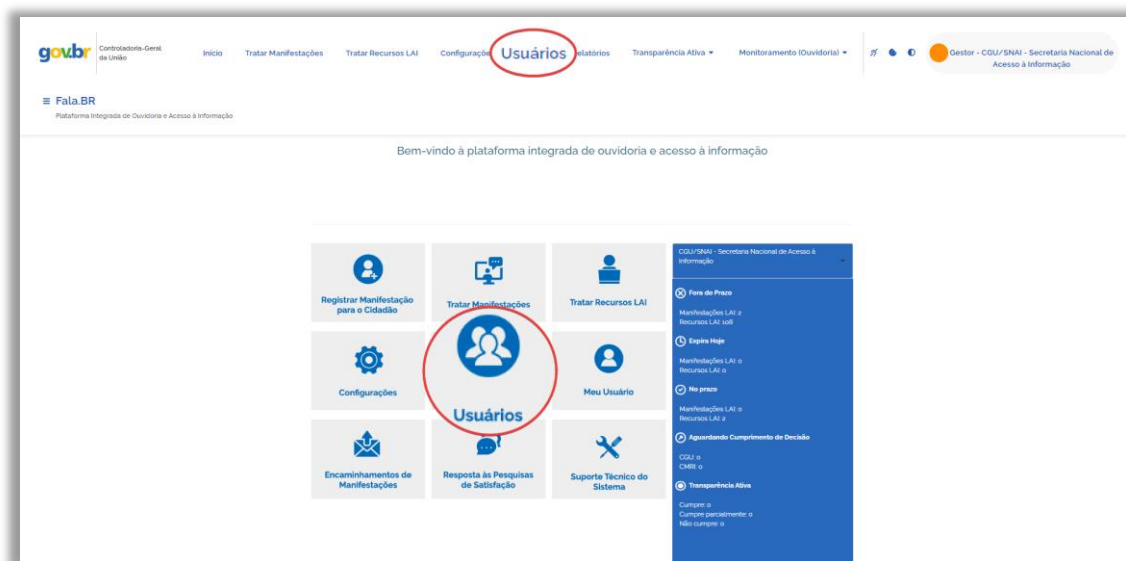 gov.br
Controladoria-Geral
da União
Início
Tratar Manifestações
Tratar Recursos LAI
Usuários
Transparência Ativa
Monitoramento (Ouvidoria)
Gestor - CGU/SNAI - Secretaria Nacional de
Acesso à Informação
Fala.BR
Plataforma Integrada de Ouvidoria e Acesso à Informação
Bem-vindo à plataforma integrada de ouvidoria e acesso à informação
Registrar Manifestação
para o Cidadão
Tratar Manifestações
Tratar Recursos LAI
Configurações
Usuários
Meu Usuário
Encaminhamentos de
Manifestações
Resposta às Pesquisas
de Satisfação
Suporte Técnico do
Sistema
CGU/SNAI - Secretaria Nacional de Acesso à
Informação
Fora do Prazo
Manifestações LAI: 2
Recursos LAI: 108
Expira Hoje
Manifestações LAI: 0
Recursos LAI: 0
No prazo
Manifestações LAI: 0
Recursos LAI: 2
Aguardando Cumprimento de Decisão
CGU: 0
CMRI: 0
Transparência Ativa
Cumpre: 0
Cumpre parcialmente: 0
Não cumpre: 0